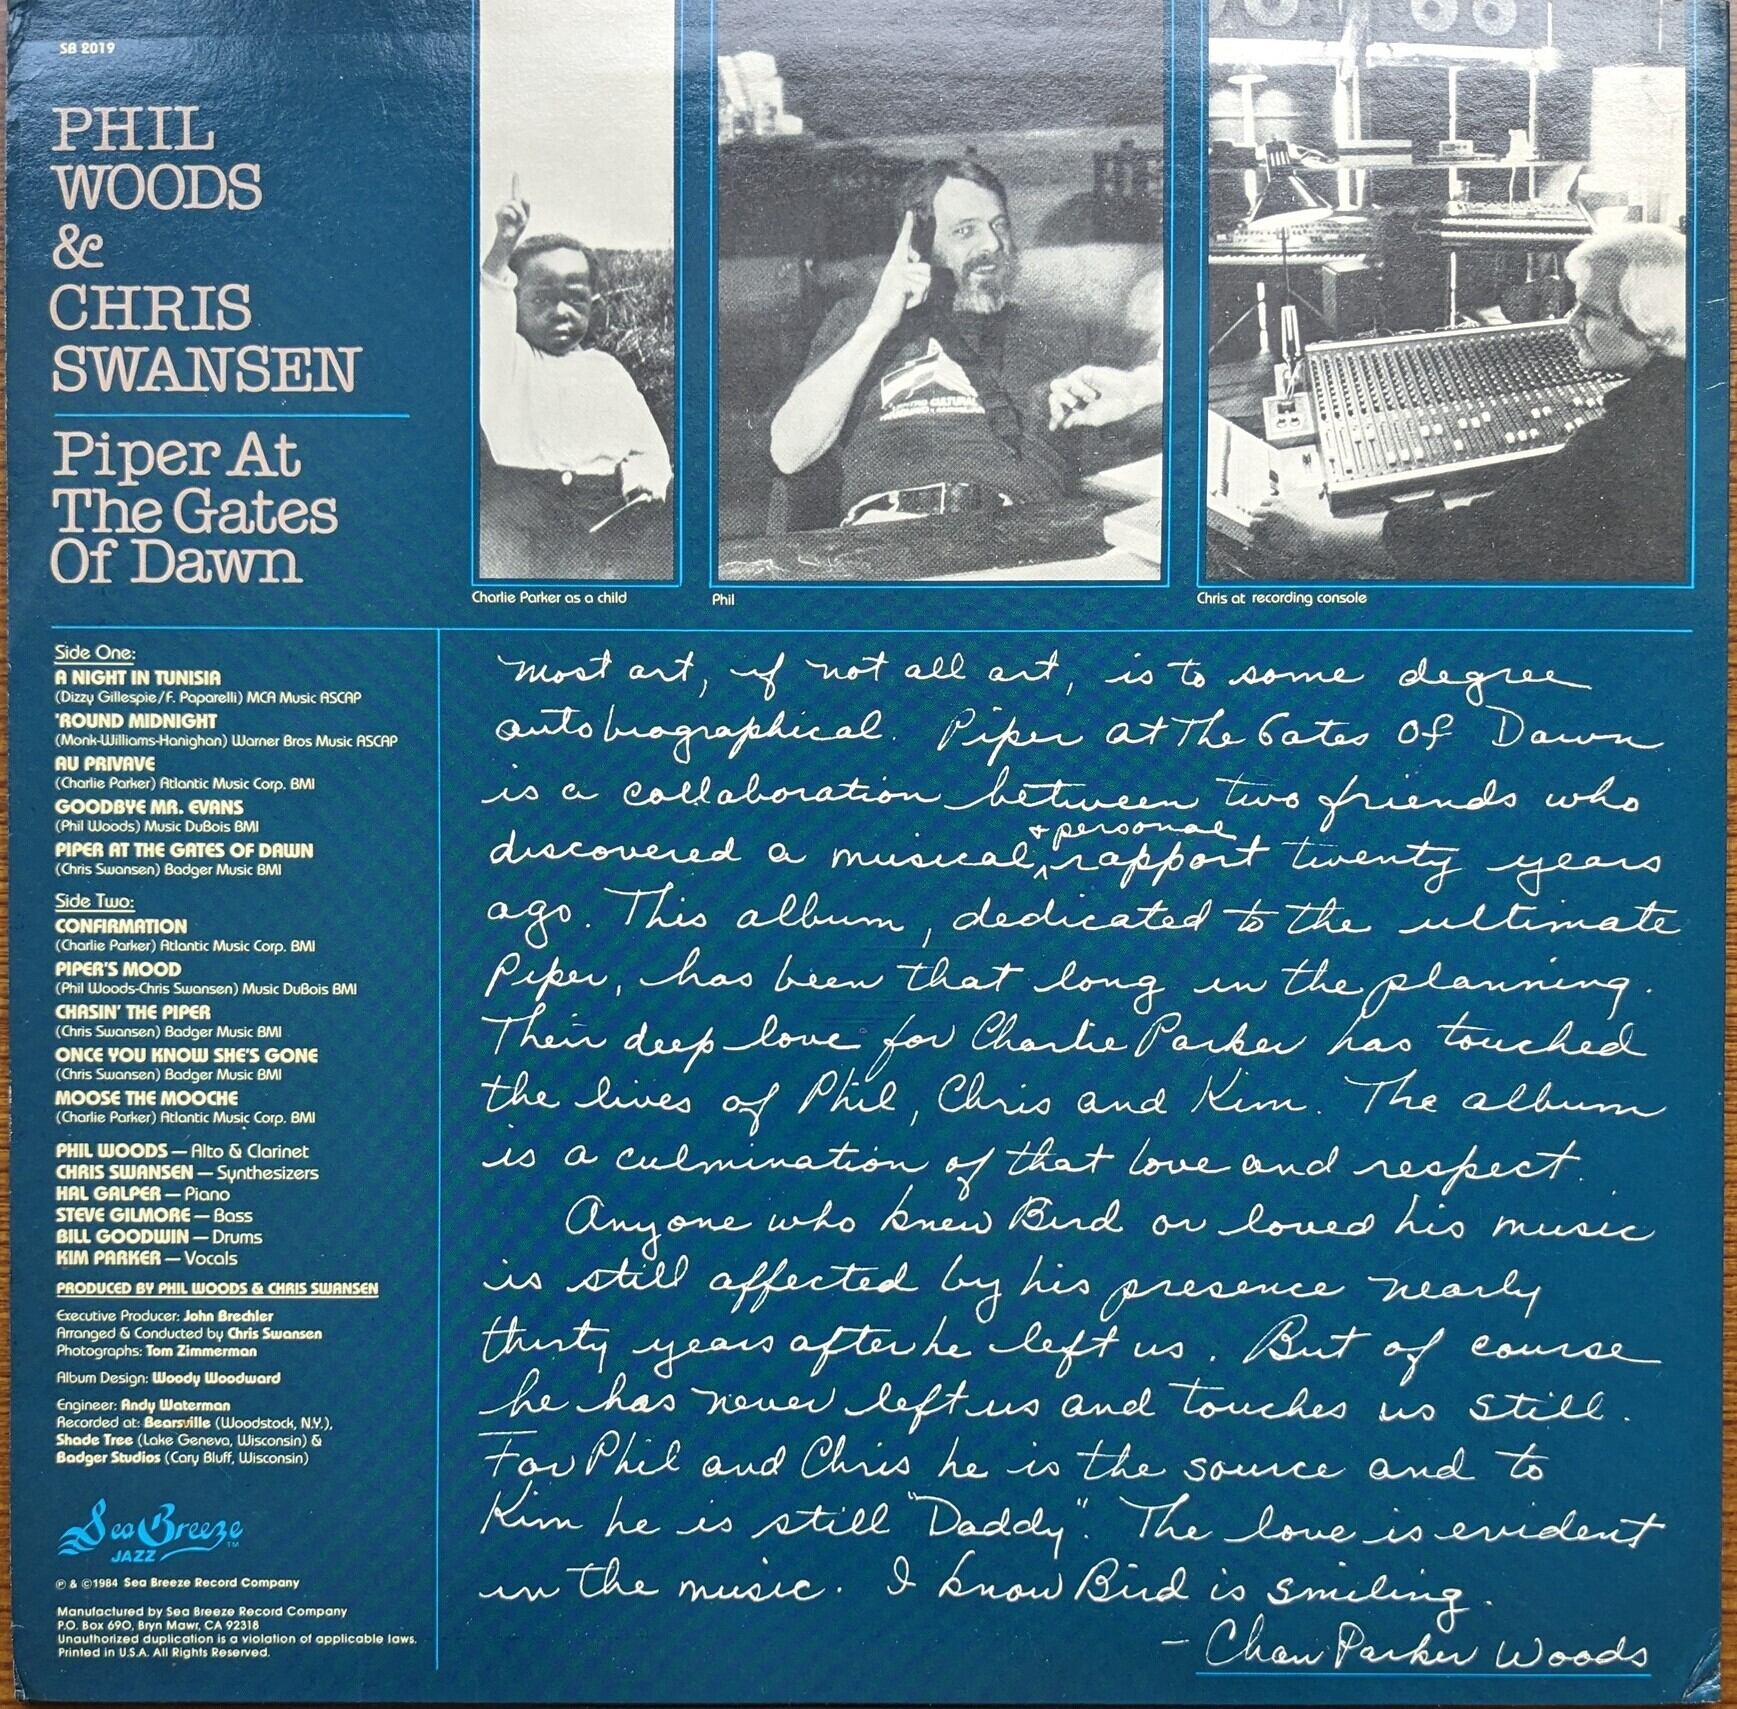 SB 2019
PHIL
WOODS
&
CHRIS
SWANSEN
Piper At
The Gates
Of Dawn
Charlie Parker as a child
Phil
Chris at recording console
Side One:
A NIGHT IN TUNISIA
(Dizzy Gillespie/F. Paparelli) MCA Music ASCAP
'ROUND MIDNIGHT
(Monk-Williams-Hanighan) Warner Bros Music ASCAP
AU PRIVAVE
(Charlie Parker) Atlantic Music Corp. BMI
GOODBYE MR. EVANS
(Phil Woods) Music DuBois BMI
PIPER AT THE GATES OF DAWN
(Chris Swansen) Badger Music BMI
Side Two:
CONFIRMATION
(Charlie Parker) Atlantic Music Corp. BMI
PIPER'S MOOD
(Phil Woods-Chris Swansen) Music DuBois BMI
CHASIN' THE PIPER
(Chris Swansen) Badger Music BMI
ONCE YOU KNOW SHE'S GONE
(Chris Swansen) Badger Music BMI
MOOSE THE MOOCHE
(Charlie Parker) Atlantic Music Corp. BMI
PHIL WOODS — Alto & Clarinet
CHRIS SWANSEN — Synthesizers
HAL GALPER — Piano
STEVE GILMORE — Bass
BILL GOODWIN — Drums
KIM PARKER — Vocals
PRODUCED BY PHIL WOODS & CHRIS SWANSEN
Executive Producer: John Brechler
Arranged & Conducted by Chris Swansen
Photographs: Tom Zimmerman
Album Design: Woody Woodward
Engineer: Andy Waterman
Recorded at: Bearsville (Woodstock, N.Y.),
Shade Tree (Lake Geneva, Wisconsin) &
Badger Studios (Cary Bluff, Wisconsin)
Sea Breeze TM
JAZZ
℗ & ©1984 Sea Breeze Record Company
Manufactured by Sea Breeze Record Company
P.O. Box 690, Bryn Mawr, CA 92318
Unauthorized duplication is a violation of applicable laws.
Printed in U.S.A. All Rights Reserved.
Most art, if not all art, is to some degree
autobiographical. Piper at The Gates Of Dawn
is a collaboration between two friends who
discovered a musical, & personal rapport twenty years
ago. This album, dedicated to the ultimate
Piper, has been that long in the planning.
Their deep love for Charlie Parker has touched
the lives of Phil, Chris and Kim. The album
is a culmination of that love and respect.
Anyone who knew Bird or loved his music
is still affected by his presence nearly
thirty years after he left us. But of course
he has never left us and touches us still.
For Phil and Chris he is the source and to
Kim he is still "Daddy". The love is evident
in the music. I know Bird is smiling.
- Chan Parker Woods